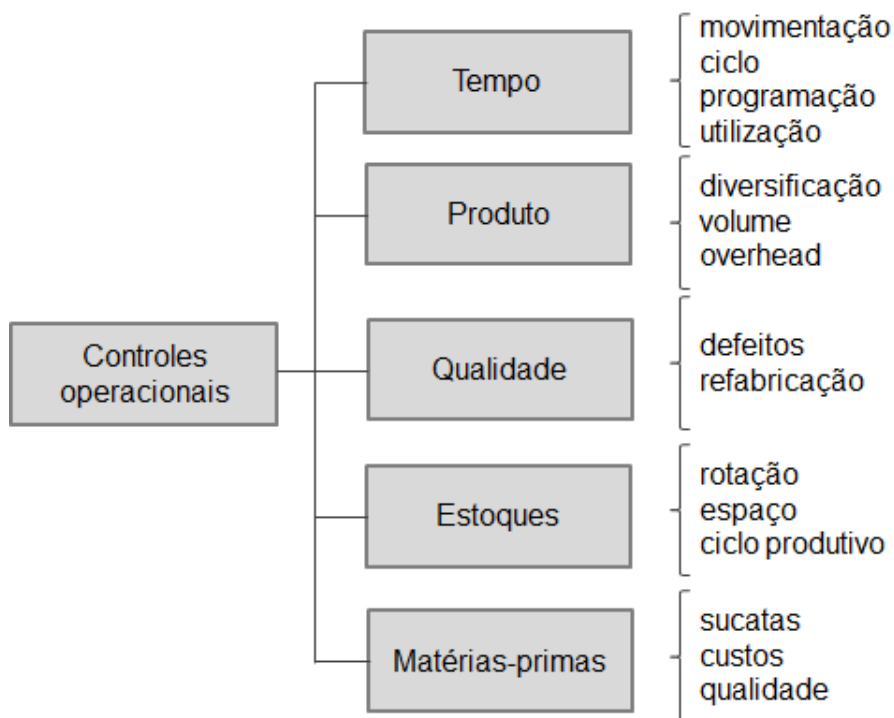 Controles
operacionais
Tempo
movimentação
ciclo
programação
utilização
Produto
diversificação
volume
overhead
Qualidade
defeitos
refabricação
Estoques
rotação
espaço
ciclo produtivo
Matérias-primas
sucatas
custos
qualidade